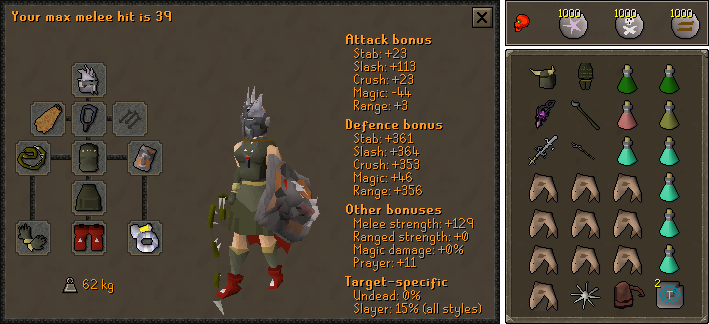 Your max melee hit is 39
Attack bonus
Stab: +23
Slash: +113
Crush: +23
Magic: -44
Range: +3
Defence bonus
Stab: +361
Slash: +364
Crush: +353
Magic: +46
Range: +356
Other bonuses
Melee strength: +129
Ranged strength: +0
Magic damage: +0%
Prayer: +11
Target-specific
Undead: 0%
Slayer: 15% (all styles)
62 kg
1000 1000 1000
2